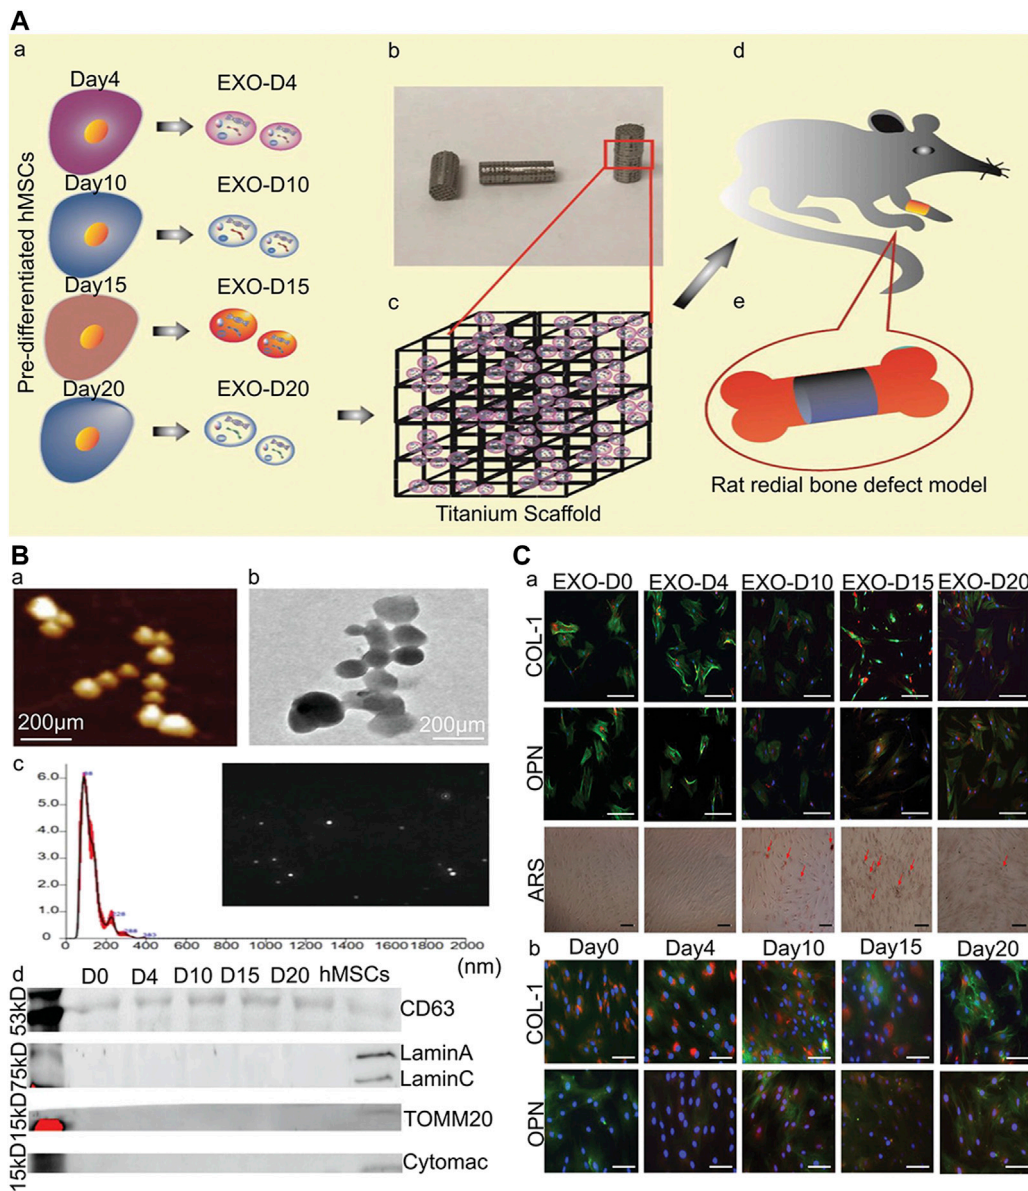 A
a
b
d
Day4
EXO-D4
Day10
EXO-D10
Day15
EXO-D15
Day20
EXO-D20
Pre-differentiated hMSCs
c
e
Titanium Scaffold
Rat redial bone defect model
B
a
b
200µm
200µm
c
6.0
5.0
4.0
3.0
2.0
1.0
0
0 200 400 600 800 1000 1200 1400 1600 1800 2000
(nm)
d
D0 D4 D10 D15 D20 hMSCs
53kD
CD63
75kD
LaminA
LaminC
15kD
TOMM20
15kD
Cytomac
C
a
EXO-D0 EXO-D4 EXO-D10 EXO-D15 EXO-D20
COL-1
OPN
ARS
b
Day0 Day4 Day10 Day15 Day20
COL-1
OPN